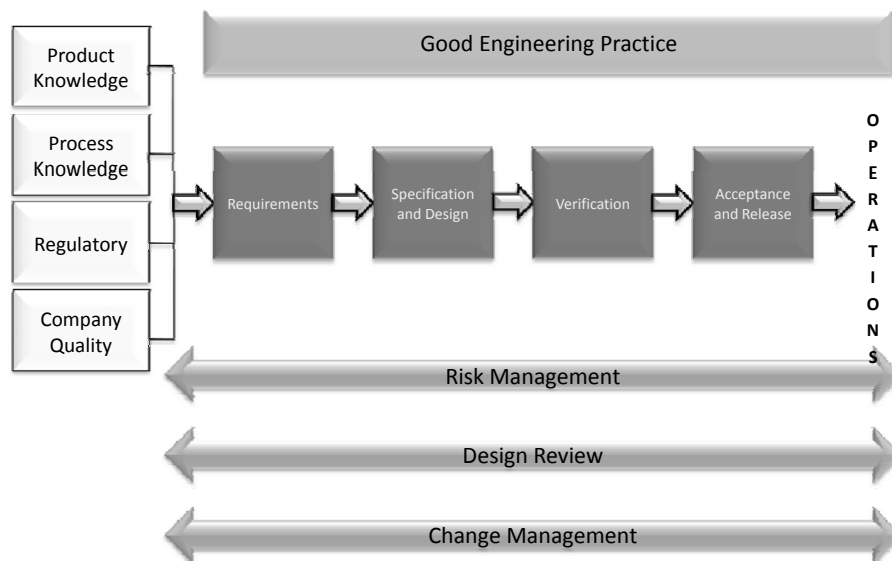 Good Engineering Practice
Product
Knowledge
Process
Knowledge
Regulatory
Company
Quality
Requirements
Specification
and Design
Verification
Acceptance
and Release
O
P
E
R
A
T
I
O
N
S
Risk Management
Design Review
Change Management